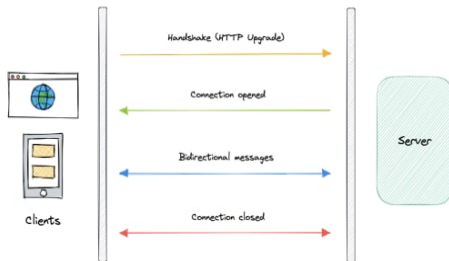 Handshake (HTTP Upgrade)
Connection opened
Bidirectional messages
Connection closed
Clients
Server